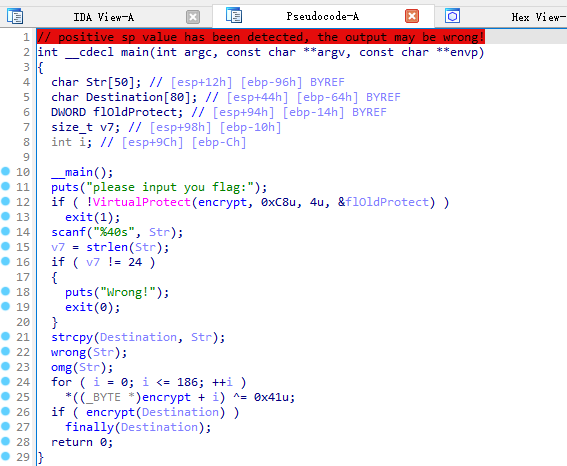 IDA View-A Pseudocode-A Hex View-
1 // positive sp value has been detected, the output may be wrong!
2 int __cdecl main(int argc, const char **argv, const char **envp)
3 {
4 char Str[50]; // [esp+12h] [ebp-96h] BYREF
5 char Destination[80]; // [esp+44h] [ebp-64h] BYREF
6 DWORD flOldProtect; // [esp+94h] [ebp-14h] BYREF
7 size_t v7; // [esp+98h] [ebp-10h]
8 int i; // [esp+9Ch] [ebp-Ch]
9
10 __main();
11 puts("please input you flag:");
12 if ( !VirtualProtect(encrypt, 0xC8u, 4u, &flOldProtect) )
13 exit(1);
14 scanf("%40s", Str);
15 v7 = strlen(Str);
16 if ( v7 != 24 )
17 {
18 puts("Wrong!");
19 exit(0);
20 }
21 strcpy(Destination, Str);
22 wrong(Str);
23 omg(Str);
24 for ( i = 0; i <= 186; ++i )
25 *((_BYTE *)encrypt + i) ^= 0x41u;
26 if ( encrypt(Destination) )
27 finally(Destination);
28 return 0;
29 }